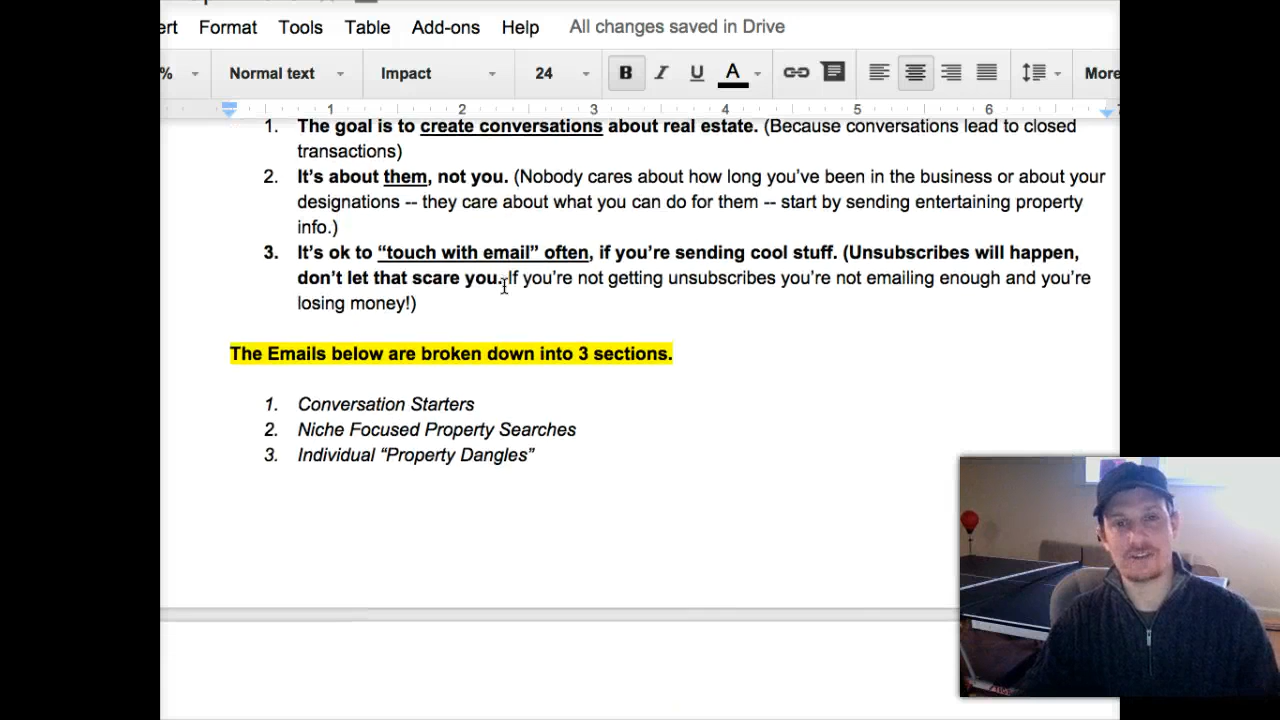 ert Format Tools Table Add-ons Help All changes saved in Drive
% Normal text Impact 24 B I U A More
1 2 3 4 5 6 7
1. The goal is to create conversations about real estate. (Because conversations lead to closed
transactions)
2. It’s about them, not you. (Nobody cares about how long you’ve been in the business or about your
designations -- they care about what you can do for them -- start by sending entertaining property
info.)
3. It’s ok to “touch with email” often, if you’re sending cool stuff. (Unsubscribes will happen,
don’t let that scare you. If you’re not getting unsubscribes you’re not emailing enough and you’re
losing money!)
The Emails below are broken down into 3 sections.
1. Conversation Starters
2. Niche Focused Property Searches
3. Individual “Property Dangles”